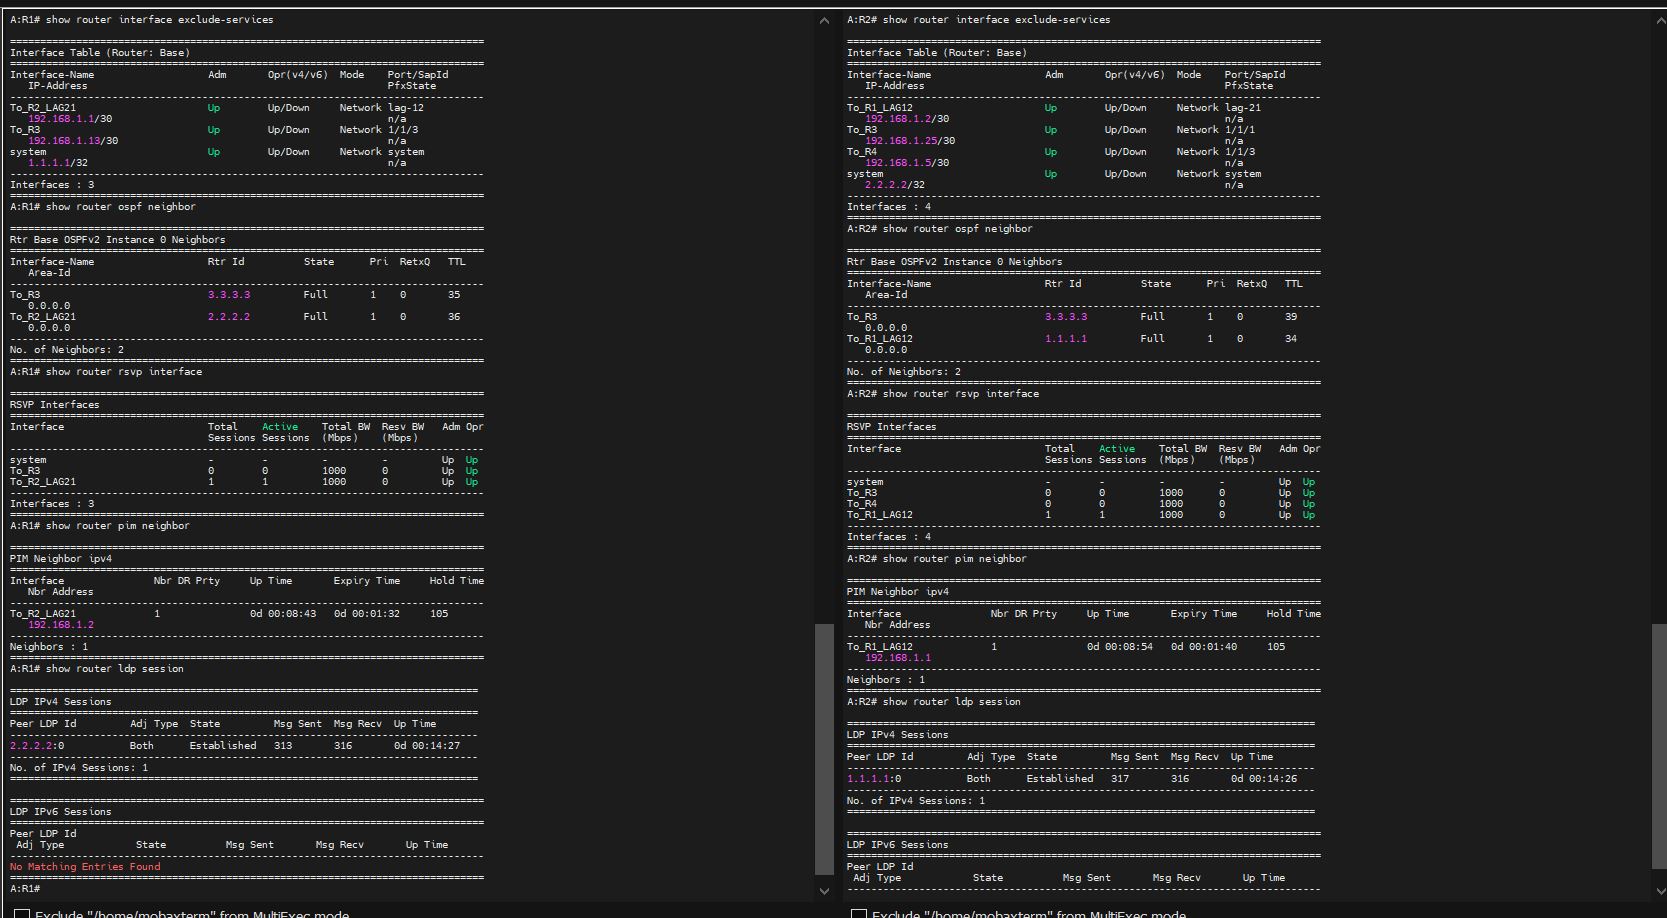 A:R1# show router interface exclude-services
===============================================================================
Interface Table (Router: Base)
===============================================================================
Interface-Name                   Adm       Opr(v4/v6)  Mode    Port/SapId
   IP-Address                                                  PfxState
-------------------------------------------------------------------------------
To_R2_LAG21                      Up        Up/Down     Network lag-12
   192.168.1.1/30                                              n/a
To_R3                            Up        Up/Down     Network 1/1/3
   192.168.1.13/30                                             n/a
system                           Up        Up/Down     Network system
   1.1.1.1/32                                                  n/a
-------------------------------------------------------------------------------
Interfaces : 3
===============================================================================
A:R1# show router ospf neighbor
===============================================================================
Rtr Base OSPFv2 Instance 0 Neighbors
===============================================================================
Interface-Name                   Rtr Id          State      Pri  RetxQ   TTL
   Area-Id
-------------------------------------------------------------------------------
To_R3                            3.3.3.3         Full       1    0       35
   0.0.0.0
To_R2_LAG21                      2.2.2.2         Full       1    0       36
   0.0.0.0
-------------------------------------------------------------------------------
No. of Neighbors: 2
===============================================================================
A:R1# show router rsvp interface
===============================================================================
RSVP Interfaces
===============================================================================
Interface                        Total    Active    Total BW  Resv BW   Adm Opr
                                 Sessions Sessions  (Mbps)    (Mbps)
-------------------------------------------------------------------------------
system                           -        -         -         -         Up  Up
To_R3                            0        0         1000      0         Up  Up
To_R2_LAG21                      1        1         1000      0         Up  Up
-------------------------------------------------------------------------------
Interfaces : 3
===============================================================================
A:R1# show router pim neighbor
===============================================================================
PIM Neighbor ipv4
===============================================================================
Interface               Nbr DR Prty     Up Time       Expiry Time     Hold Time
   Nbr Address
-------------------------------------------------------------------------------
To_R2_LAG21             1               0d 00:08:43   0d 00:01:32     105
   192.168.1.2
-------------------------------------------------------------------------------
Neighbors : 1
===============================================================================
A:R1# show router ldp session
==============================================================================
LDP IPv4 Sessions
==============================================================================
Peer LDP Id         Adj Type  State         Msg Sent  Msg Recv  Up Time
------------------------------------------------------------------------------
2.2.2.2:0           Both      Established   313       316       0d 00:14:27
------------------------------------------------------------------------------
No. of IPv4 Sessions: 1
==============================================================================
===============================================================================
LDP IPv6 Sessions
===============================================================================
Peer LDP Id
 Adj Type            State          Msg Sent       Msg Recv       Up Time
-------------------------------------------------------------------------------
No Matching Entries Found
===============================================================================
A:R1#
Exclude "/home/mobaxterm" from MultiExec mode
A:R2# show router interface exclude-services
===============================================================================
Interface Table (Router: Base)
===============================================================================
Interface-Name                   Adm       Opr(v4/v6)  Mode    Port/SapId
   IP-Address                                                  PfxState
-------------------------------------------------------------------------------
To_R1_LAG12                      Up        Up/Down     Network lag-21
   192.168.1.2/30                                              n/a
To_R3                            Up        Up/Down     Network 1/1/1
   192.168.1.25/30                                             n/a
To_R4                            Up        Up/Down     Network 1/1/3
   192.168.1.5/30                                              n/a
system                           Up        Up/Down     Network system
   2.2.2.2/32                                                  n/a
-------------------------------------------------------------------------------
Interfaces : 4
===============================================================================
A:R2# show router ospf neighbor
===============================================================================
Rtr Base OSPFv2 Instance 0 Neighbors
===============================================================================
Interface-Name                   Rtr Id          State      Pri  RetxQ   TTL
   Area-Id
-------------------------------------------------------------------------------
To_R3                            3.3.3.3         Full       1    0       39
   0.0.0.0
To_R1_LAG12                      1.1.1.1         Full       1    0       34
   0.0.0.0
-------------------------------------------------------------------------------
No. of Neighbors: 2
===============================================================================
A:R2# show router rsvp interface
===============================================================================
RSVP Interfaces
===============================================================================
Interface                        Total    Active    Total BW  Resv BW   Adm Opr
                                 Sessions Sessions  (Mbps)    (Mbps)
-------------------------------------------------------------------------------
system                           -        -         -         -         Up  Up
To_R3                            0        0         1000      0         Up  Up
To_R4                            0        0         1000      0         Up  Up
To_R1_LAG12                      1        1         1000      0         Up  Up
-------------------------------------------------------------------------------
Interfaces : 4
===============================================================================
A:R2# show router pim neighbor
===============================================================================
PIM Neighbor ipv4
===============================================================================
Interface               Nbr DR Prty     Up Time       Expiry Time     Hold Time
   Nbr Address
-------------------------------------------------------------------------------
To_R1_LAG12             1               0d 00:08:54   0d 00:01:40     105
   192.168.1.1
-------------------------------------------------------------------------------
Neighbors : 1
===============================================================================
A:R2# show router ldp session
==============================================================================
LDP IPv4 Sessions
==============================================================================
Peer LDP Id         Adj Type  State         Msg Sent  Msg Recv  Up Time
------------------------------------------------------------------------------
1.1.1.1:0           Both      Established   317       316       0d 00:14:26
------------------------------------------------------------------------------
No. of IPv4 Sessions: 1
==============================================================================
===============================================================================
LDP IPv6 Sessions
===============================================================================
Peer LDP Id
 Adj Type            State          Msg Sent       Msg Recv       Up Time
-------------------------------------------------------------------------------
Exclude "/home/mobaxterm" from MultiExec mode